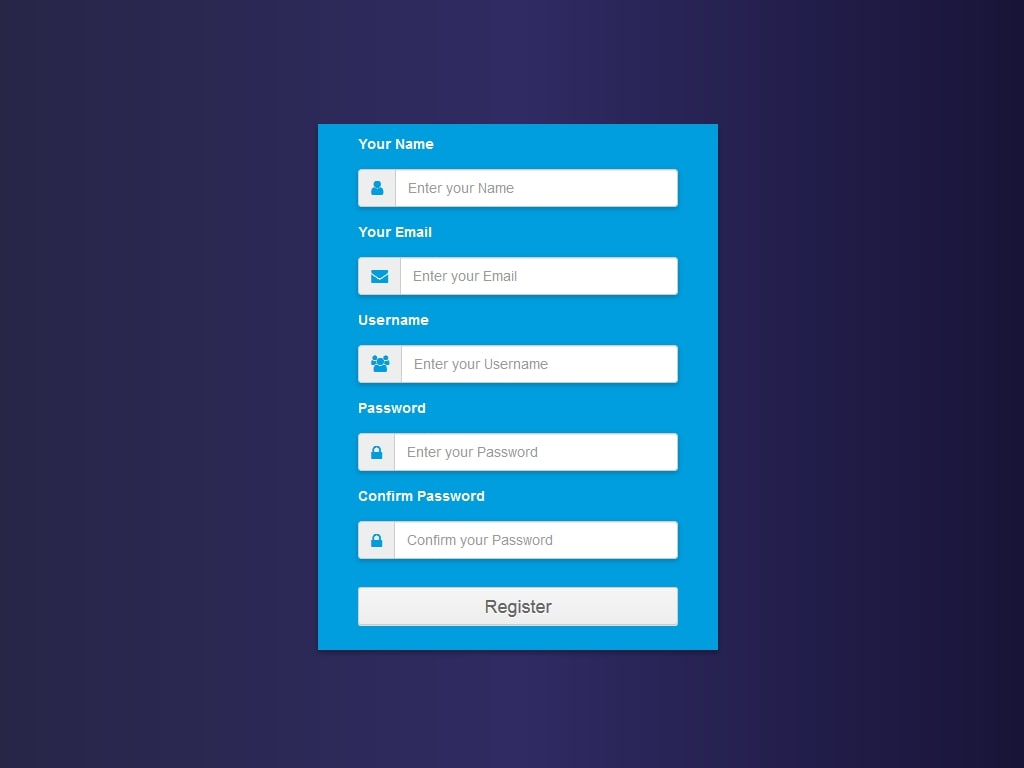 Your Name
Enter your Name
Your Email
Enter your Email
Username
Enter your Username
Password
Enter your Password
Confirm Password
Confirm your Password
Register